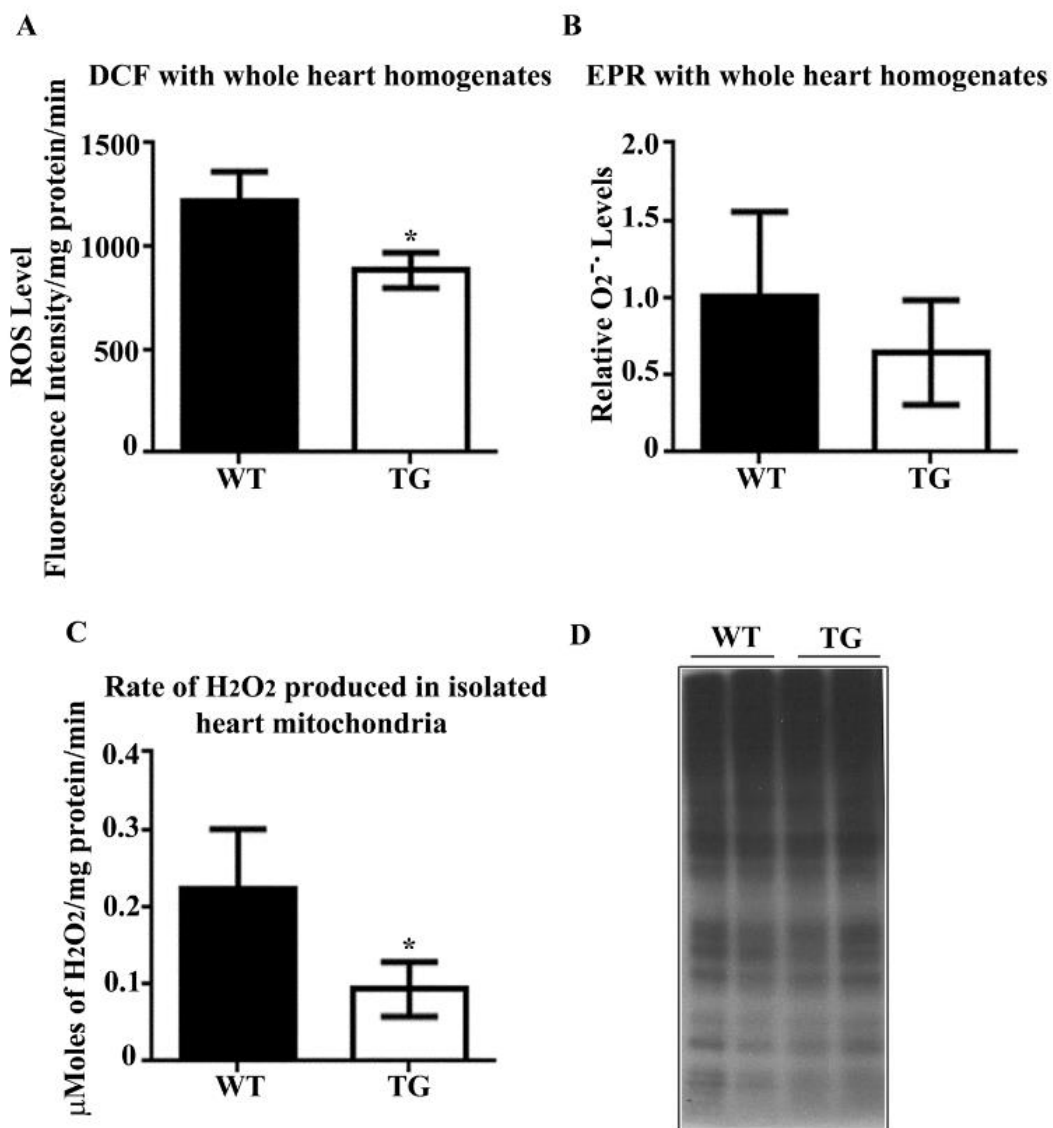 A
DCF with whole heart homogenates
ROS Level
Fluorescence Intensity/mg protein/min
1500
1000
500
0
*
WT
TG
B
EPR with whole heart homogenates
Relative O2⁻· Levels
2.0
1.5
1.0
0.5
0
WT
TG
C
Rate of H2O2 produced in isolated
heart mitochondria
μMoles of H2O2/mg protein/min
0.4
0.3
0.2
0.1
0
*
WT
TG
D
WT TG